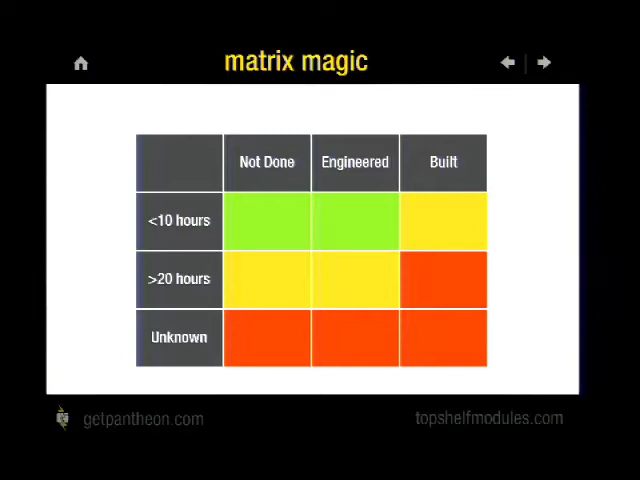 matrix magic
Not Done Engineered Built
<10 hours
>20 hours
Unknown
getpantheon.com topshelfmodules.com